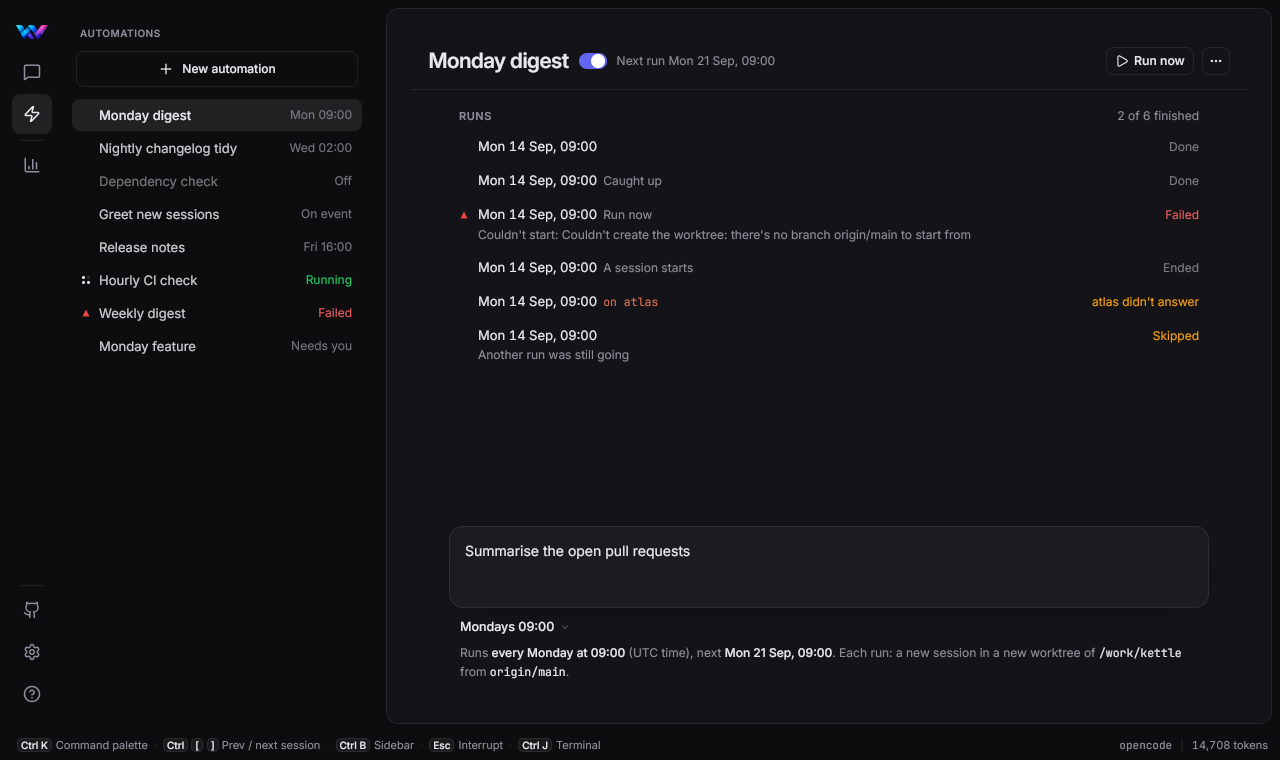 AUTOMATIONS
New automation
Monday digest Mon 09:00
Nightly changelog tidy Wed 02:00
Dependency check Off
Greet new sessions On event
Release notes Fri 16:00
Hourly CI check Running
Weekly digest Failed
Monday feature Needs you
Monday digest Next run Mon 21 Sep, 09:00 Run now
RUNS 2 of 6 finished
Mon 14 Sep, 09:00 Done
Mon 14 Sep, 09:00 Caught up Done
Mon 14 Sep, 09:00 Run now Failed
Couldn't start: Couldn't create the worktree: there's no branch origin/main to start from
Mon 14 Sep, 09:00 A session starts Ended
Mon 14 Sep, 09:00 on atlas atlas didn't answer
Mon 14 Sep, 09:00 Skipped
Another run was still going
Summarise the open pull requests
Mondays 09:00
Runs every Monday at 09:00 (UTC time), next Mon 21 Sep, 09:00. Each run: a new session in a new worktree of /work/kettle
from origin/main.
Ctrl K Command palette · Ctrl [ ] Prev / next session · Ctrl B Sidebar · Esc Interrupt · Ctrl J Terminal opencode 14,708 tokens